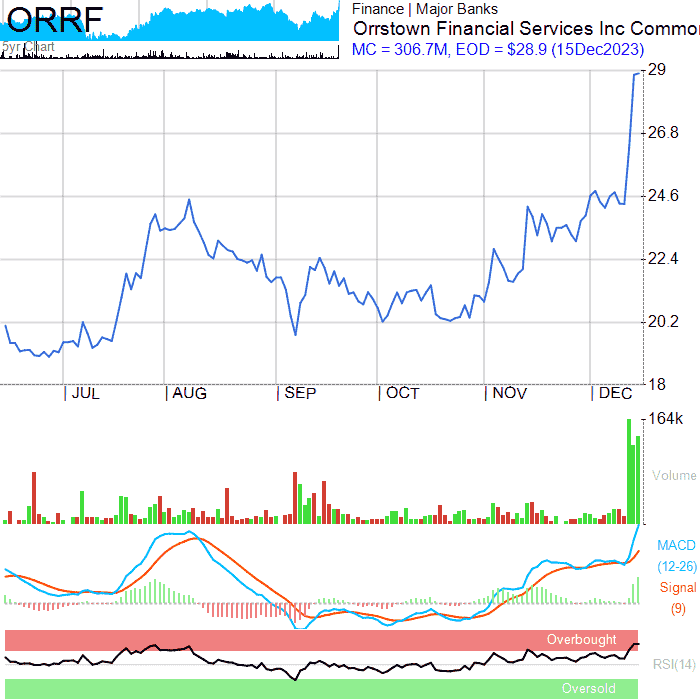 ORRF
5yr Chart
Finance | Major Banks
Orrstown Financial Services Inc Common
MC = 306.7M, EOD = $28.9 (15Dec2023)
29
26.8
24.6
22.4
20.2
18
| JUL | AUG | SEP | OCT | NOV | DEC
164k
Volume
MACD
(12-26)
Signal
(9)
Overbought
RSI(14)
Oversold